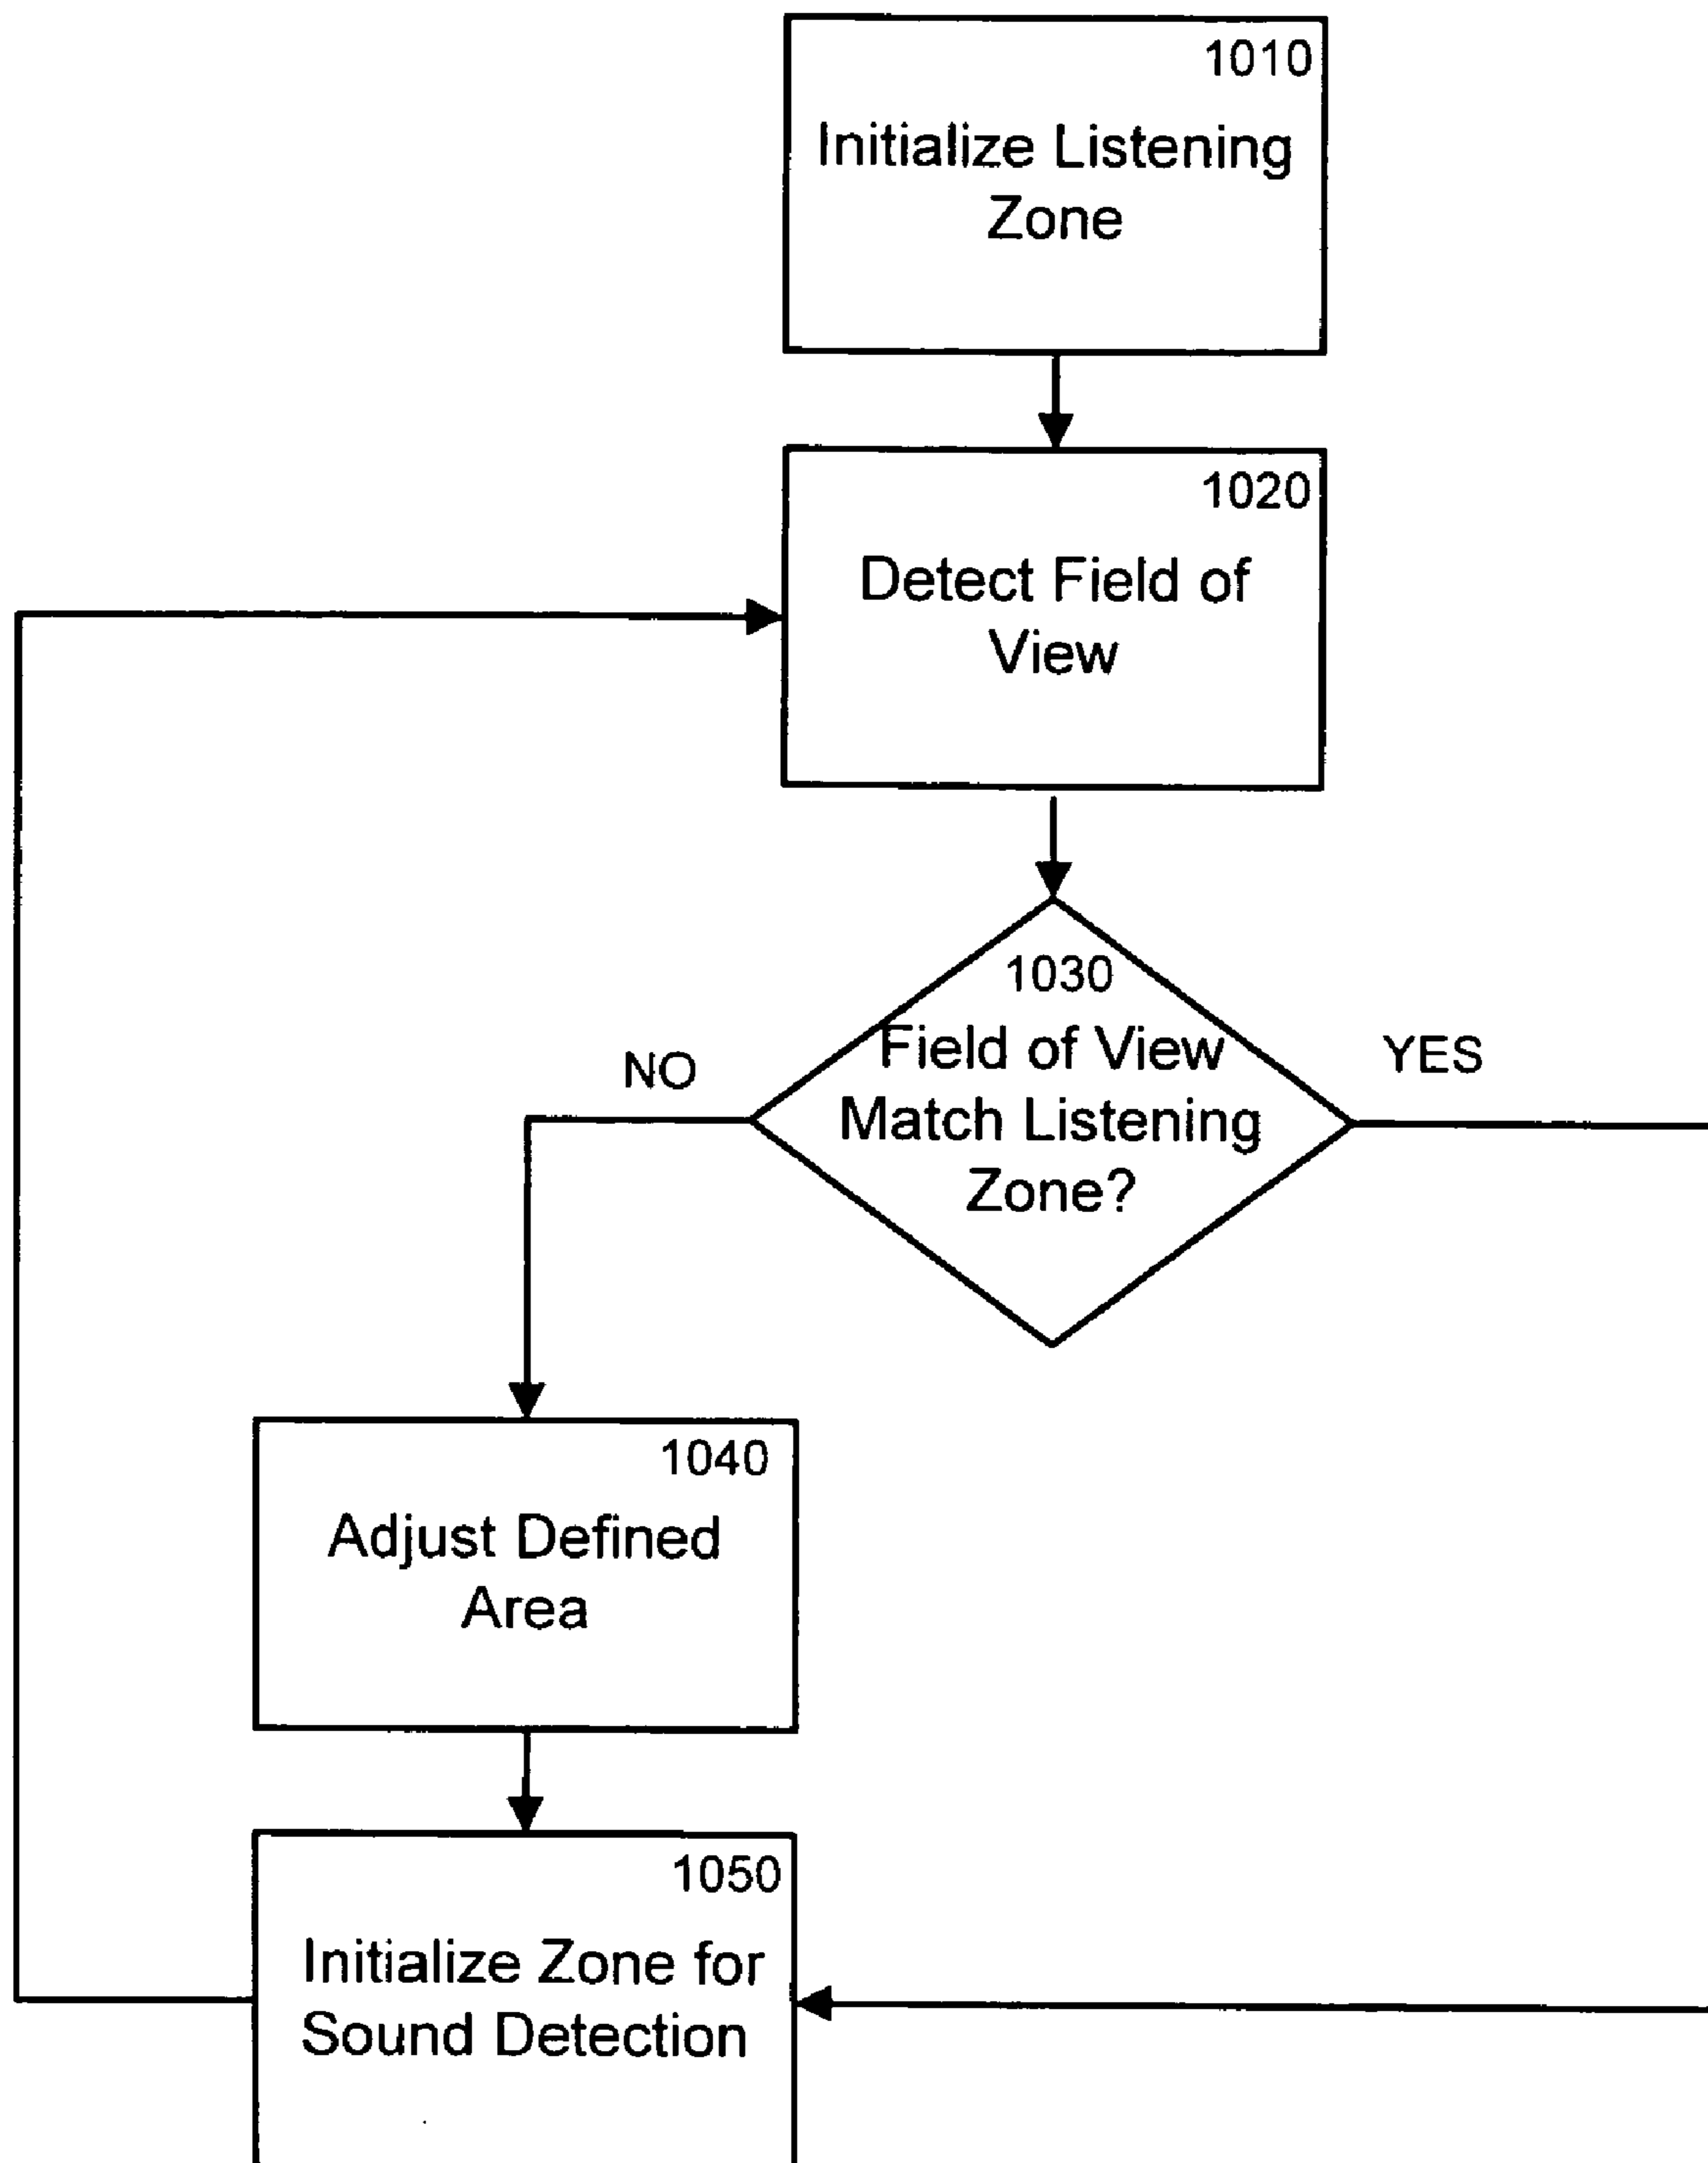 1010
Initialize Listening
Zone
1020
Detect Field of
View
1030
Field of View
Match Listening
Zone?
NO
YES
1040
Adjust Defined
Area
1050
Initialize Zone for
Sound Detection